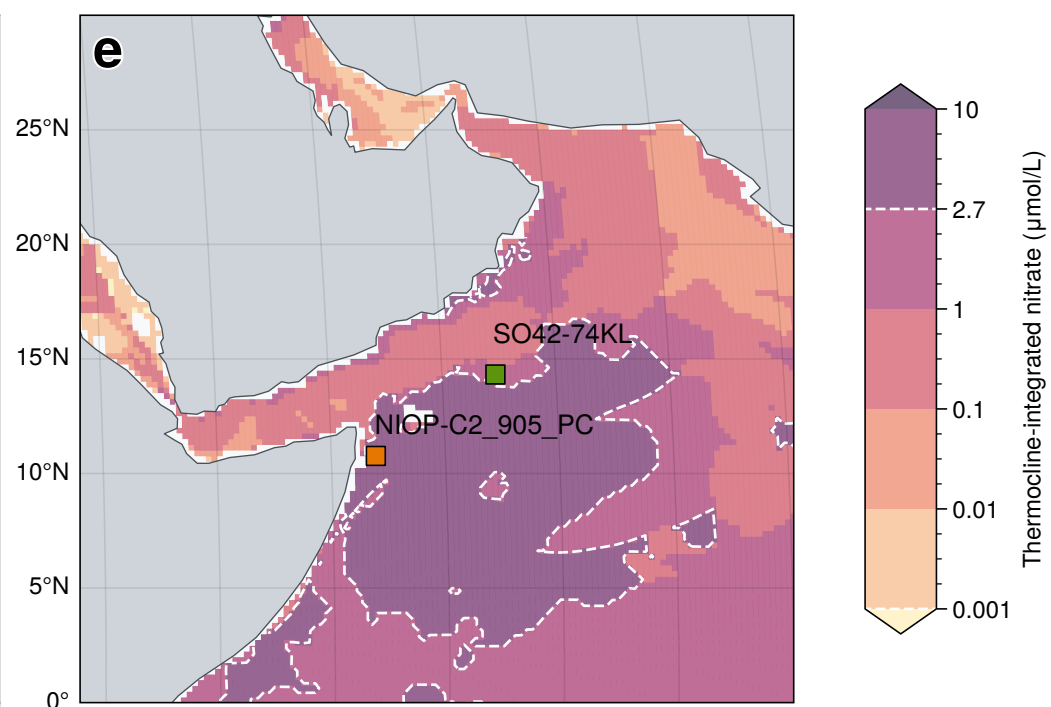 e
25°N
20°N
15°N
10°N
5°N
0°
SO42-74KL
NIOP-C2_905_PC
10
2.7
1
0.1
0.01
0.001
Thermocline-integrated nitrate (µmol/L)